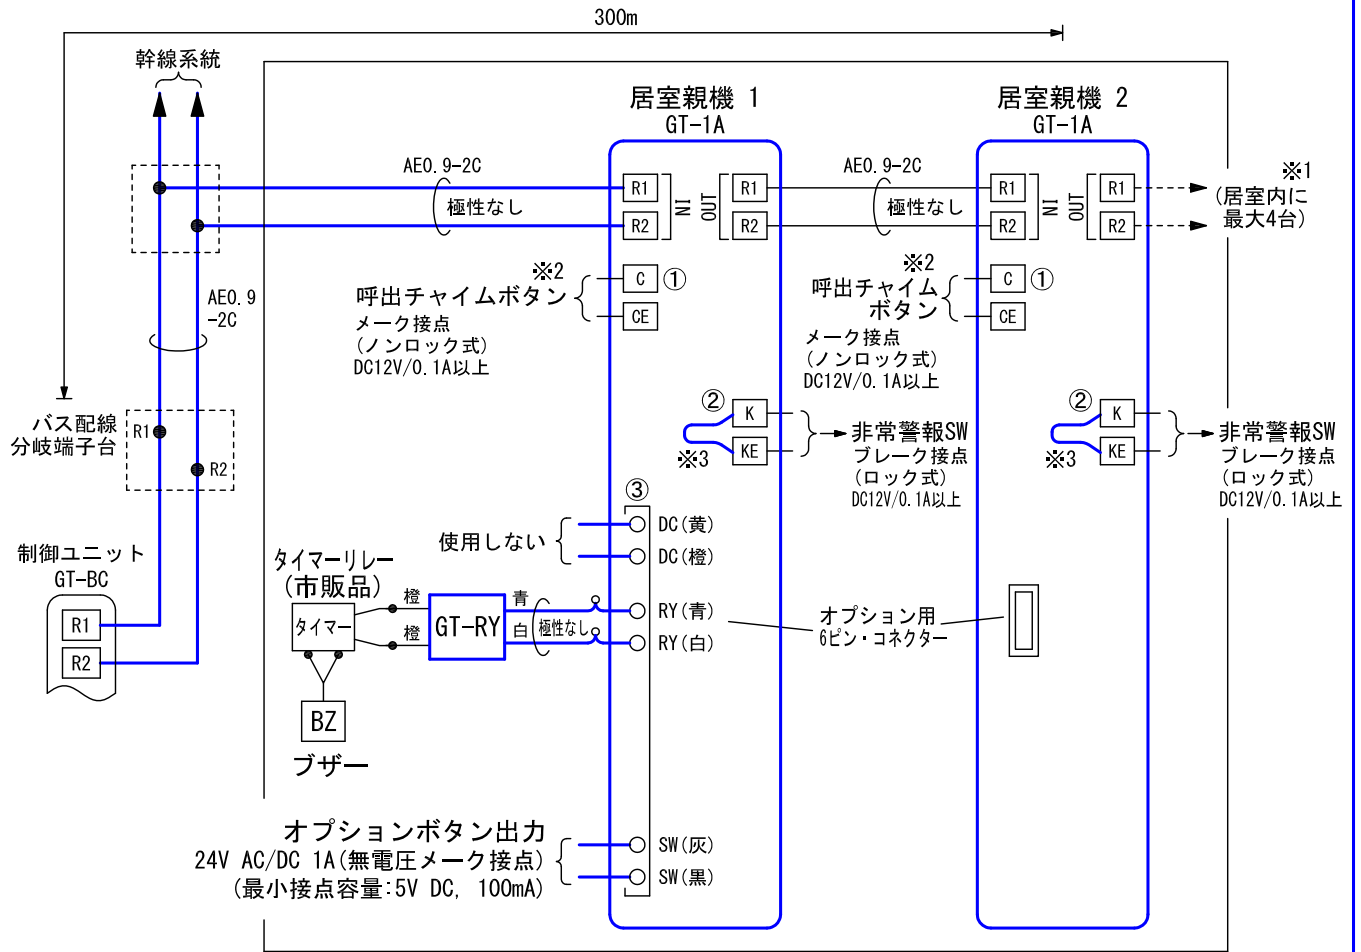 300m
幹線系統
居室親機 1
GT-1A
居室親機 2
GT-1A
AE0.9-2C
極性なし
R1
R2
IN
OUT
R1
R2
AE0.9-2C
極性なし
R1
R2
IN
OUT
R1
R2
※1
(居室内に
最大4台)
AE0.9
-2C
※2
呼出チャイムボタン
メーク接点
(ノンロック式)
DC12V/0.1A以上
C
①
CE
※2
呼出チャイム
ボタン
メーク接点
(ノンロック式)
DC12V/0.1A以上
C
①
CE
バス配線
分岐端子台
R1
R2
②
K
KE
※3
非常警報SW
ブレーク接点
(ロック式)
DC12V/0.1A以上
②
K
KE
※3
非常警報SW
ブレーク接点
(ロック式)
DC12V/0.1A以上
制御ユニット
GT-BC
R1
R2
③
使用しない
DC(黄)
DC(橙)
タイマーリレー
(市販品)
タイマー
橙
橙
GT-RY
青
白
極性なし
RY(青)
RY(白)
オプション用
6ピン・コネクター
BZ
ブザー
オプションボタン出力
24V AC/DC 1A(無電圧メーク接点)
(最小接点容量:5V DC, 100mA)
SW(灰)
SW(黒)